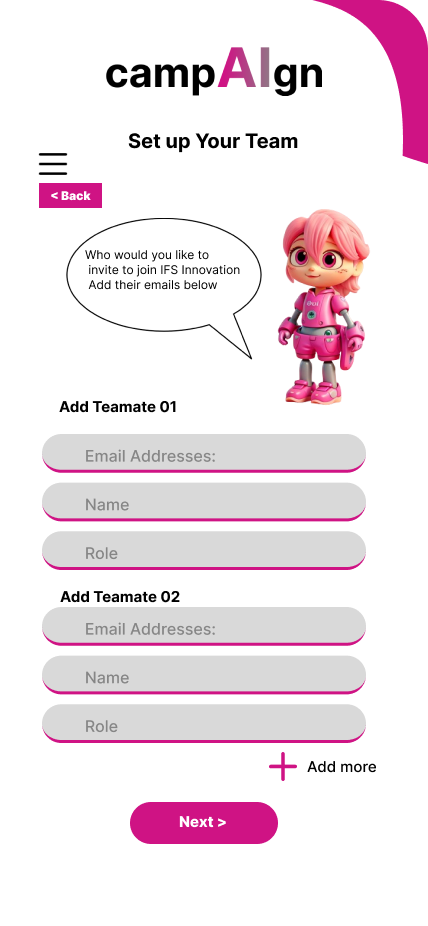 campAIgn
Set up Your Team
< Back
Who would you like to
invite to join IFS Innovation
Add their emails below
Add Teamate 01
Email Addresses:
Name
Role
Add Teamate 02
Email Addresses:
Name
Role
Add more
Next >